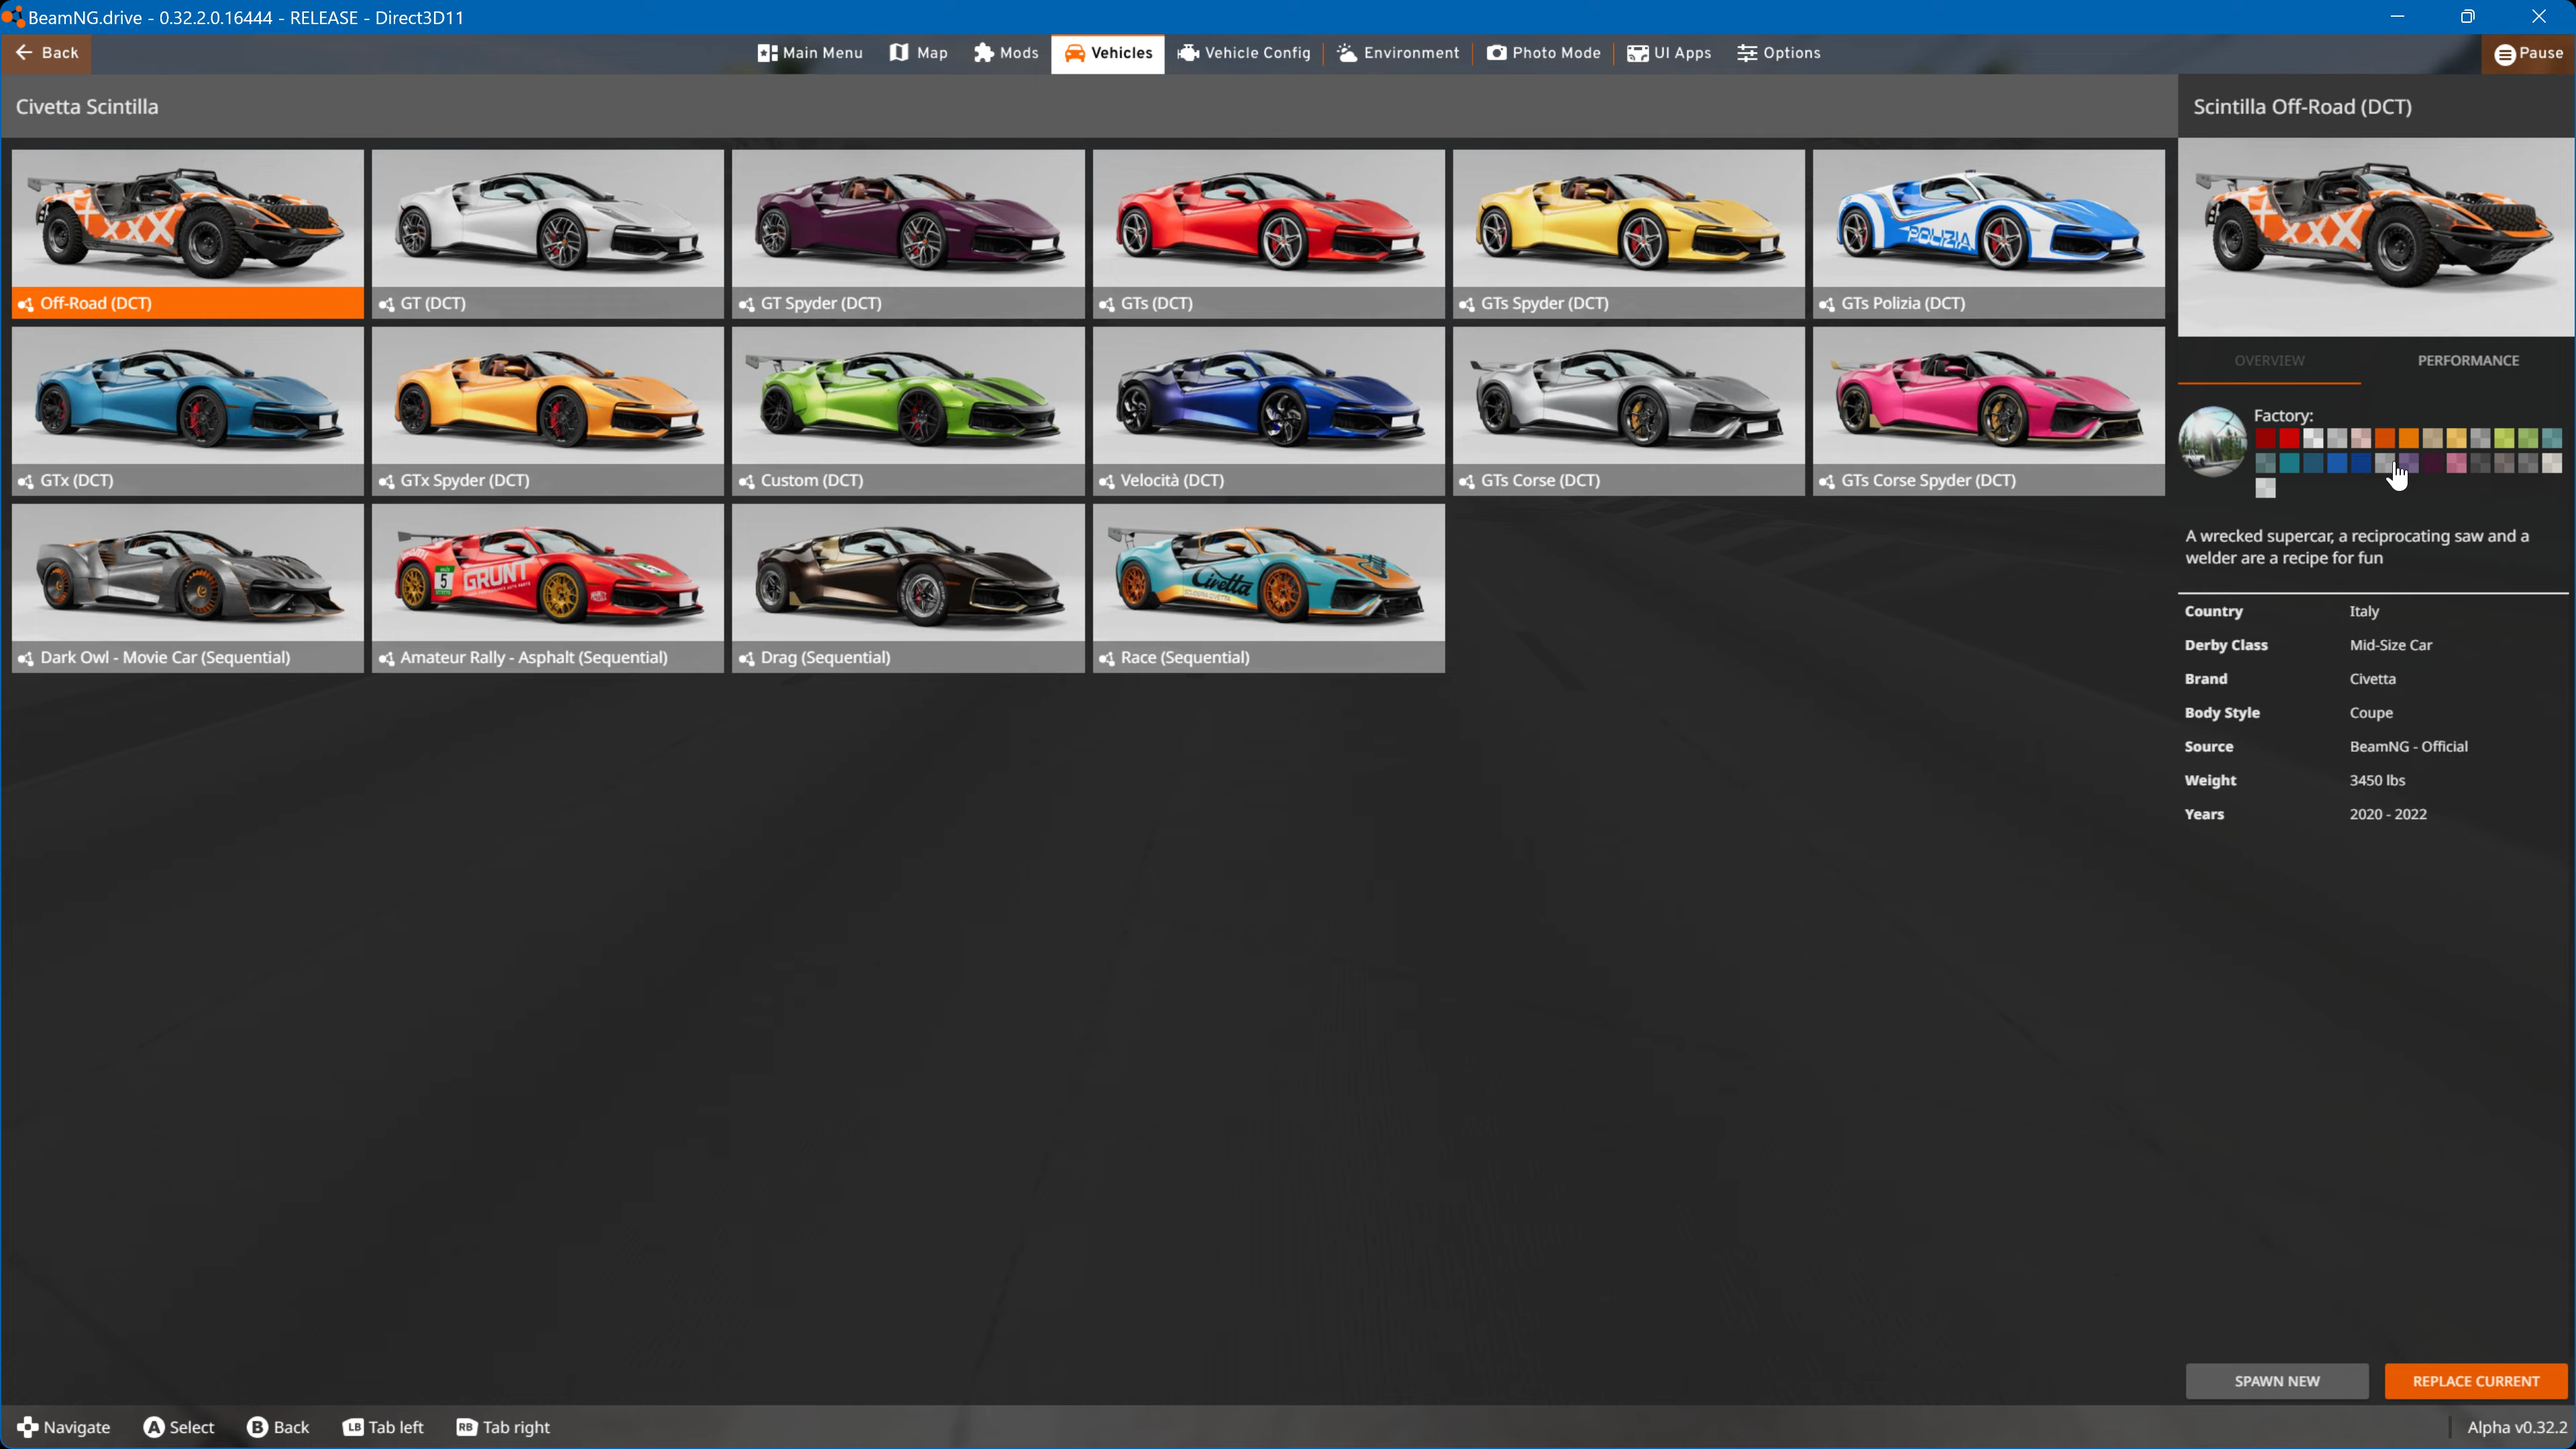 BeamNG.drive - 0.32.2.0.16444 - RELEASE - Direct3D11
Back
Main Menu
Map
Mods
Vehicles
Vehicle Config
Environment
Photo Mode
UI Apps
Options
Pause
Civetta Scintilla
Off-Road (DCT)
GT (DCT)
GT Spyder (DCT)
GTs (DCT)
GTs Spyder (DCT)
POLIZIA
GTs Polizia (DCT)
GTx (DCT)
GTx Spyder (DCT)
Custom (DCT)
Velocità (DCT)
GTs Corse (DCT)
GTs Corse Spyder (DCT)
Dark Owl - Movie Car (Sequential)
5
GRUNT
Amateur Rally - Asphalt (Sequential)
Drag (Sequential)
Civetta
Race (Sequential)
Scintilla Off-Road (DCT)
OVERVIEW
PERFORMANCE
Factory:
A wrecked supercar, a reciprocating saw and a
welder are a recipe for fun
Country Italy
Derby Class Mid-Size Car
Brand Civetta
Body Style Coupe
Source BeamNG - Official
Weight 3450 lbs
Years 2020 - 2022
SPAWN NEW
REPLACE CURRENT
Navigate
A Select
B Back
LB Tab left
RB Tab right
Alpha v0.32.2